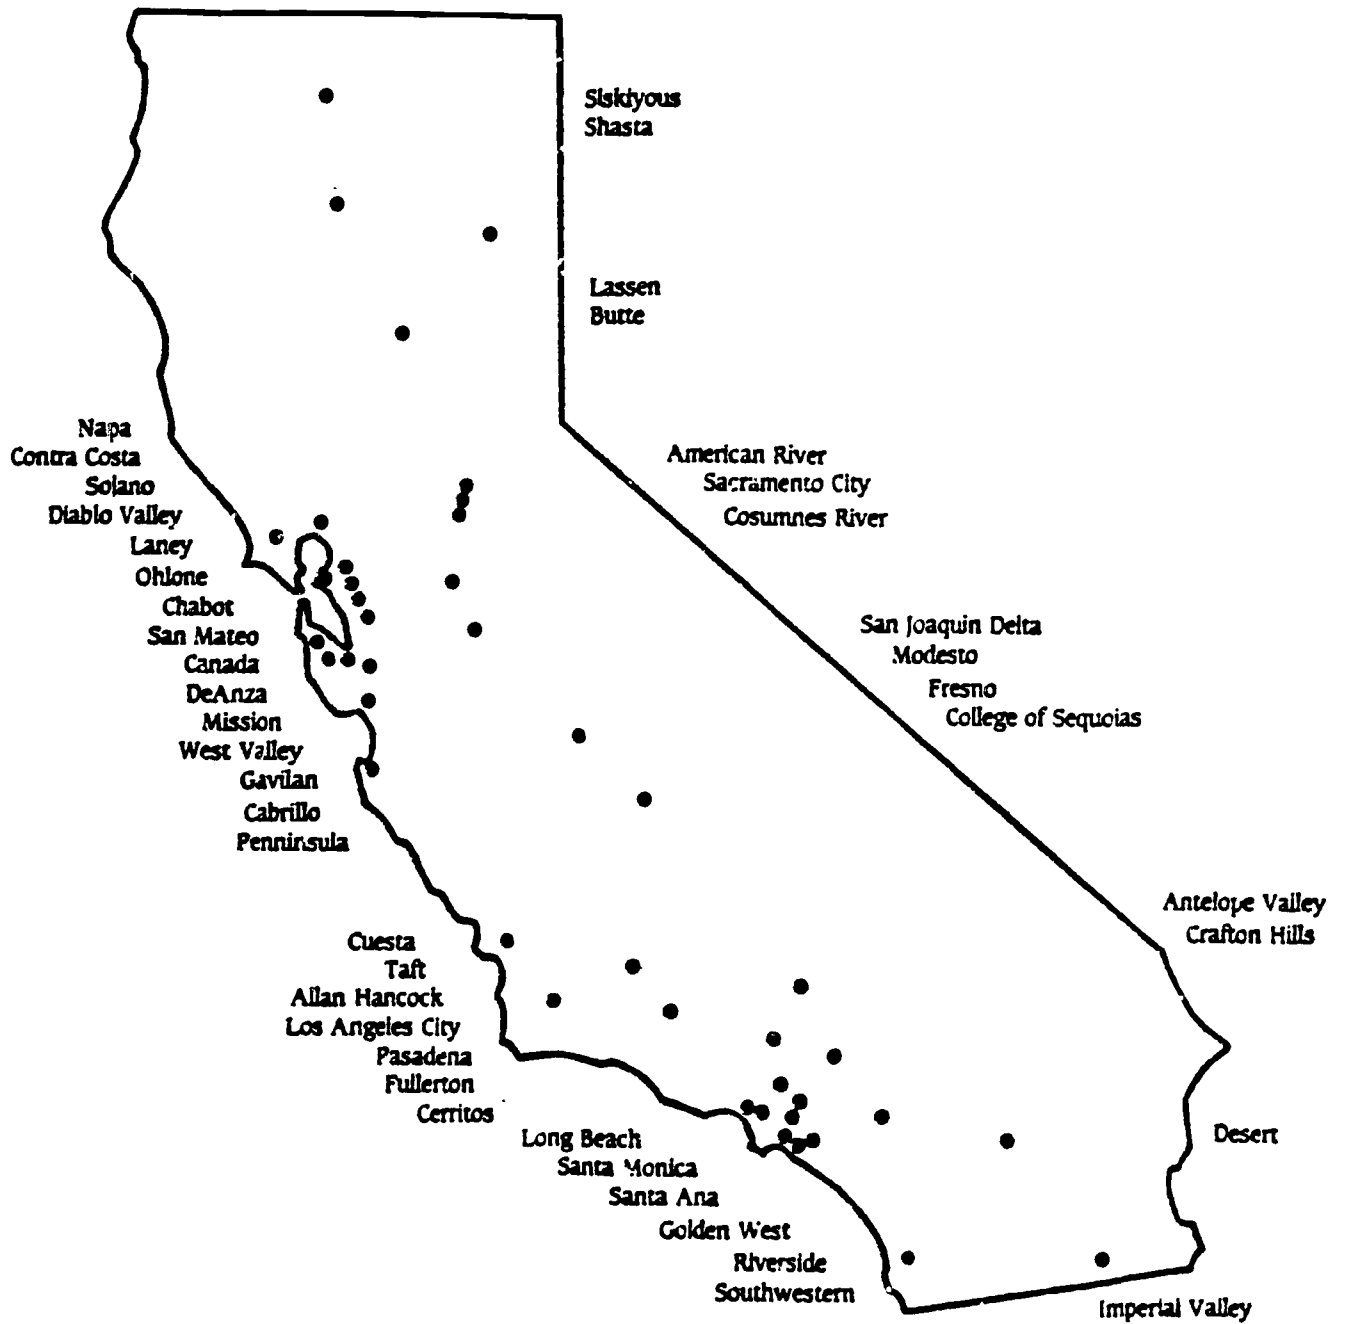 Siskiyous
Shasta
Lassen
Butte
Napa
Contra Costa
Solano
Diablo Valley
Laney
Ohlone
Chabot
San Mateo
Canada
DeAnza
Mission
West Valley
Gavilan
Cabrillo
Penninsula
American River
Sacramento City
Cosumnes River
San Joaquin Delta
Modesto
Fresno
College of Sequoias
Antelope Valley
Crafton Hills
Cuesta
Taft
Allan Hancock
Los Angeles City
Pasadena
Fullerton
Cerritos
Long Beach
Santa Monica
Santa Ana
Golden West
Riverside
Southwestern
Desert
Imperial Valley